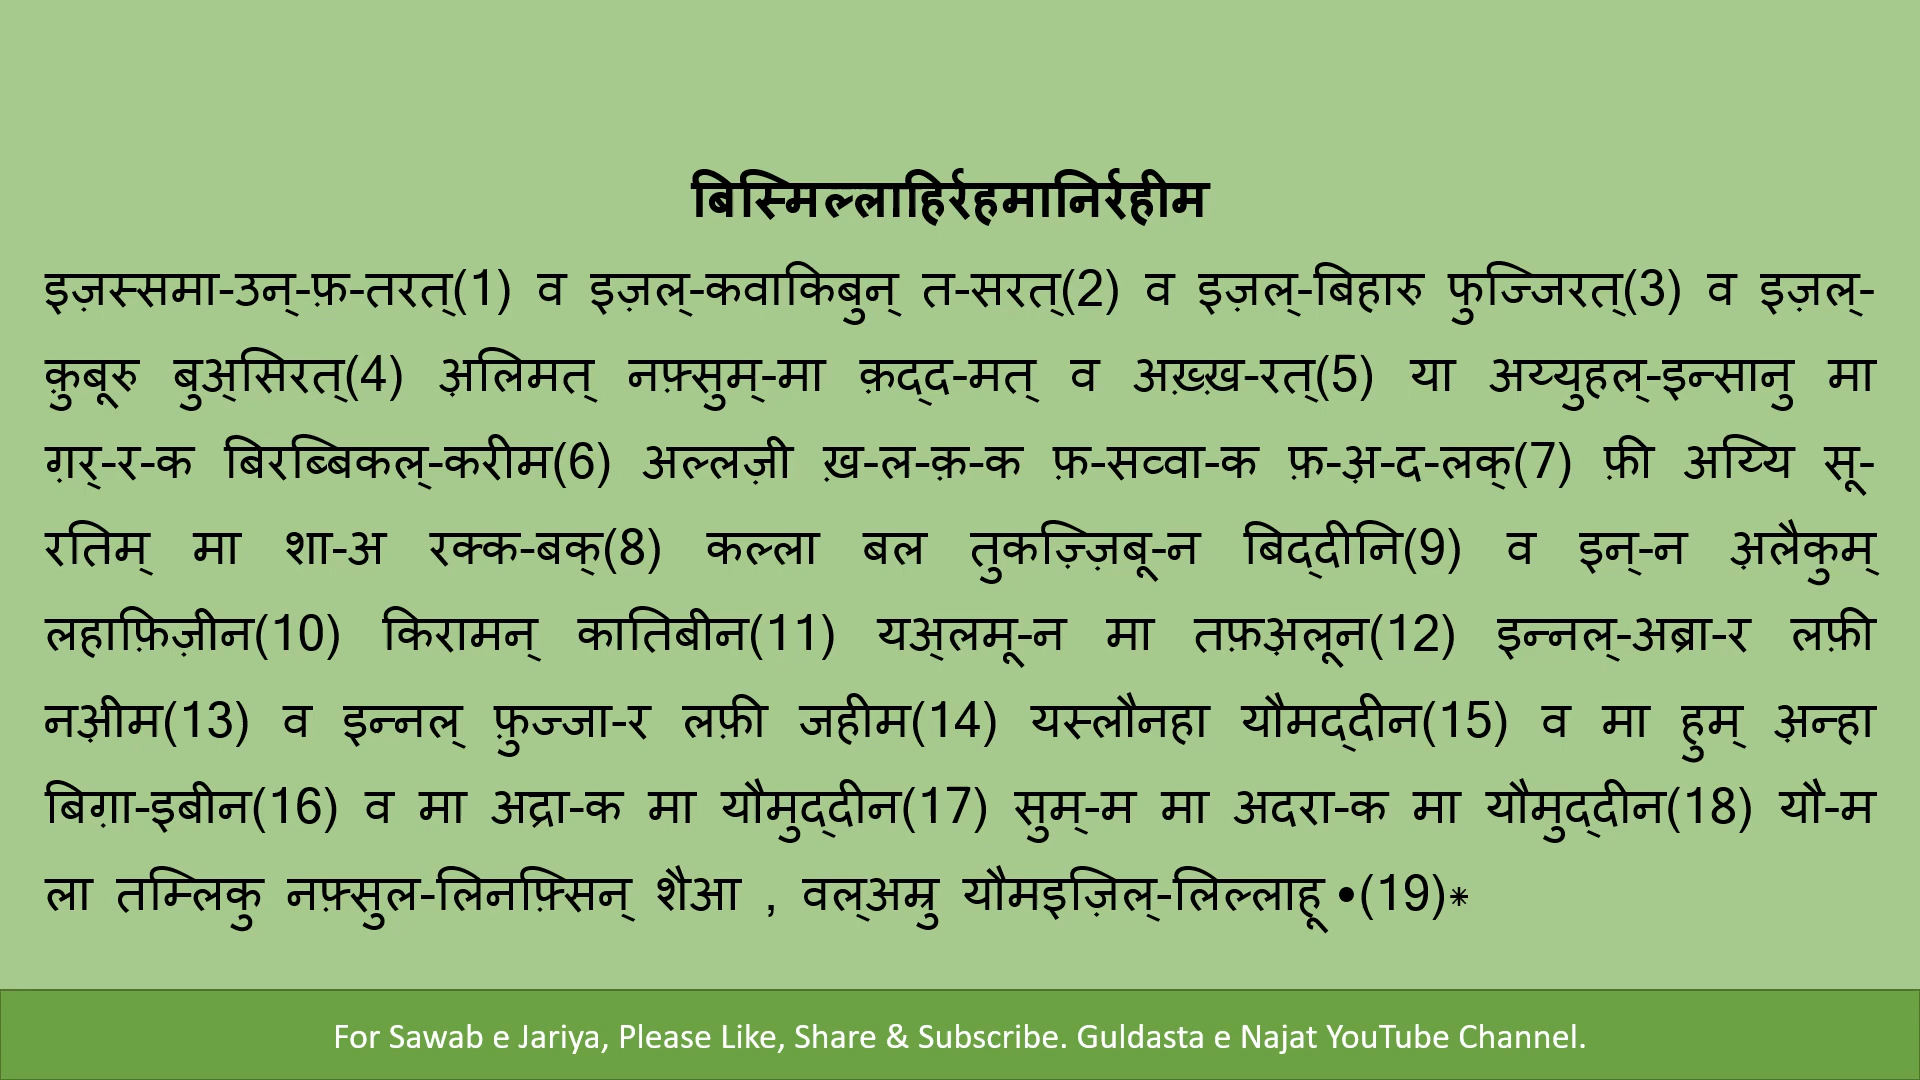 बिस्मिल्लाहिर्रहमानिर्रहीम
इज़स्समा-उन्-फ़-तरत्(1) व इज़ल्-कवाकिबुन् त-सरत्(2) व इज़ल्-बिहारु फुज्जिरत्(3) व इज़ल्-
क़ुबूरु बुअ्सिरत्(4) अ़लिमत् नफ़्सुम्-मा क़द्द-मत् व अख़्ख़-रत्(5) या अय्युहल्-इन्सानु मा
ग़र्-र-क बिरब्बिकल्-करीम(6) अल्लज़ी ख़-ल-क़-क फ़-सव्वा-क फ़-अ़-द-लक्(7) फ़ी अय्यि सू-
रतिम् मा शा-अ रक्क-बक्(8) कल्ला बल तुकज़्ज़िबू-न बिद्दीनि(9) व इन्-न अ़लैकुम्
लहाफ़िज़ीन(10) किरामन् कातिबीन(11) यअ्लमू-न मा तफ़अ़लून(12) इन्नल्-अब्रा-र लफ़ी
नअ़ीम(13) व इन्नल् फ़ुज्जा-र लफ़ी जहीम(14) यस्लौनहा यौमद्दीन(15) व मा हुम् अ़न्हा
बिग़ा-इबीन(16) व मा अद्रा-क मा यौमुद्दीन(17) सुम्-म मा अदरा-क मा यौमुद्दीन(18) यौ-म
ला तम्लिकु नफ़्सुल-लिनफ़्सिन् शैआ , वल्अम्रु यौमइज़िल्-लिल्लाहू •(19)*
For Sawab e Jariya, Please Like, Share & Subscribe. Guldasta e Najat YouTube Channel.